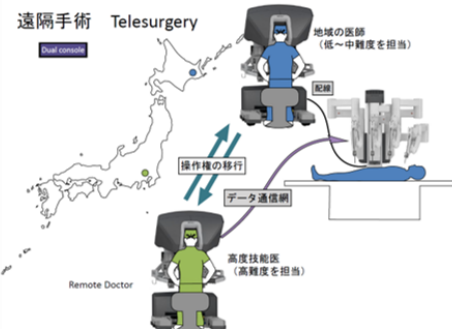 遠隔手術 Telesurgery
Dual console
地域の医師
(低〜中難度を担当)
配線
操作権の移行
データ通信網
高度技能医
(高難度を担当)
Remote Doctor